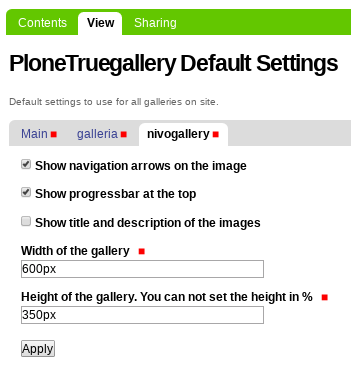 Contents View Sharing
PloneTruegallery Default Settings
Default settings to use for all galleries on site.
Main galleria nivogallery
Show navigation arrows on the image
Show progressbar at the top
Show title and description of the images
Width of the gallery
600px
Height of the gallery. You can not set the height in %
350px
Apply